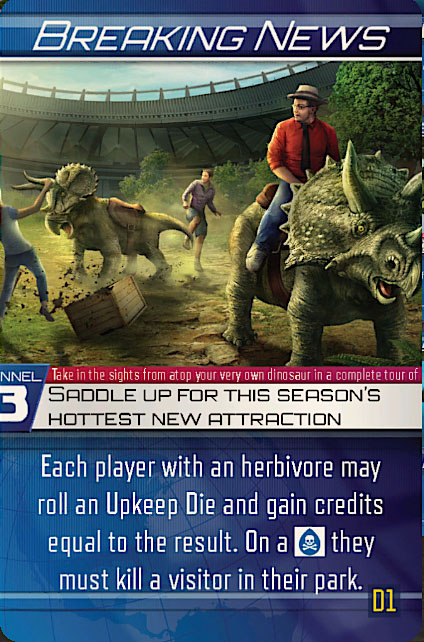 BREAKING NEWS
NNEL
3
Take in the sights from atop your very own dinosaur in a complete tour of
SADDLE UP FOR THIS SEASON'S
HOTTEST NEW ATTRACTION
Each player with an herbivore may
roll an Upkeep Die and gain credits
equal to the result. On a they
must kill a visitor in their park.
D1